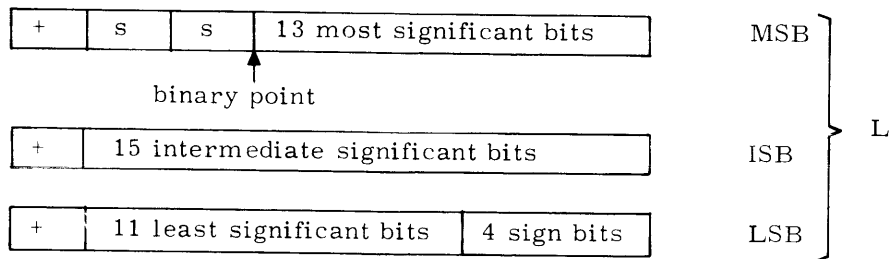 + s s 13 most significant bits MSB
binary point
L
+ 15 intermediate significant bits ISB
+ 11 least significant bits 4 sign bits LSB